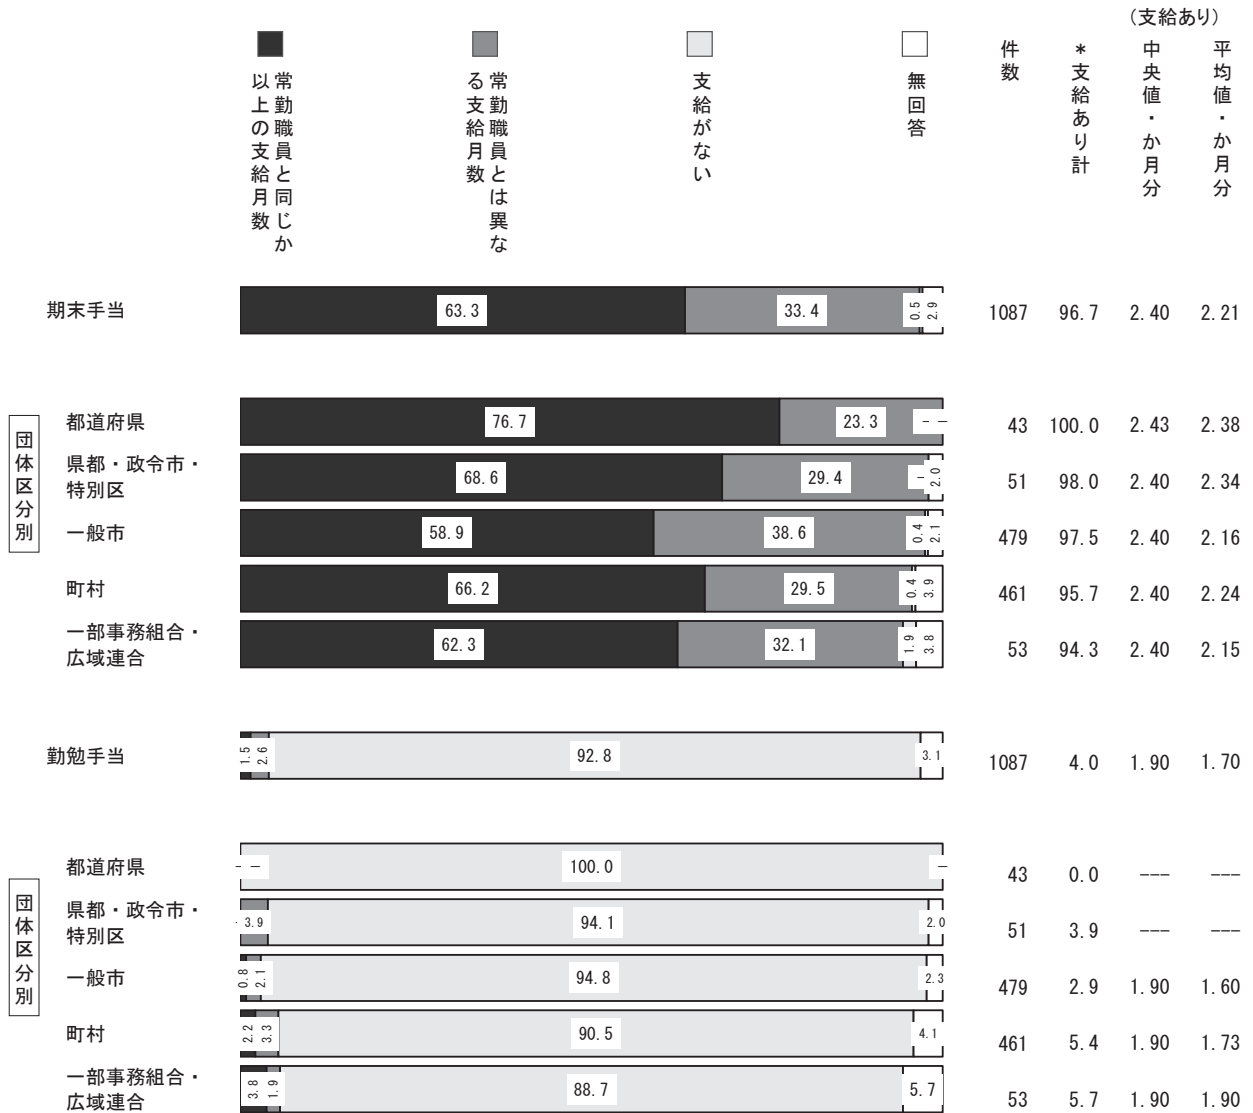 （支給あり）
常勤職員と同じか
以上の支給月数
常勤職員とは異な
る支給月数
支給がない
無回答
件数
＊支給あり計
中央値・か月分
平均値・か月分
期末手当 63.3 33.4 0.5 2.9 1087 96.7 2.40 2.21
団体区分別
都道府県 76.7 23.3 - - 43 100.0 2.43 2.38
県都・政令市・
特別区 68.6 29.4 - 2.0 51 98.0 2.40 2.34
一般市 58.9 38.6 0.4 2.1 479 97.5 2.40 2.16
町村 66.2 29.5 0.4 3.9 461 95.7 2.40 2.24
一部事務組合・
広域連合 62.3 32.1 1.9 3.8 53 94.3 2.40 2.15
勤勉手当 1.5 2.6 92.8 3.1 1087 4.0 1.90 1.70
団体区分別
都道府県 - - 100.0 - 43 0.0 --- ---
県都・政令市・
特別区 - 3.9 94.1 2.0 51 3.9 --- ---
一般市 0.8 2.1 94.8 2.3 479 2.9 1.90 1.60
町村 2.2 3.3 90.5 4.1 461 5.4 1.90 1.73
一部事務組合・
広域連合 3.8 1.9 88.7 5.7 53 5.7 1.90 1.90